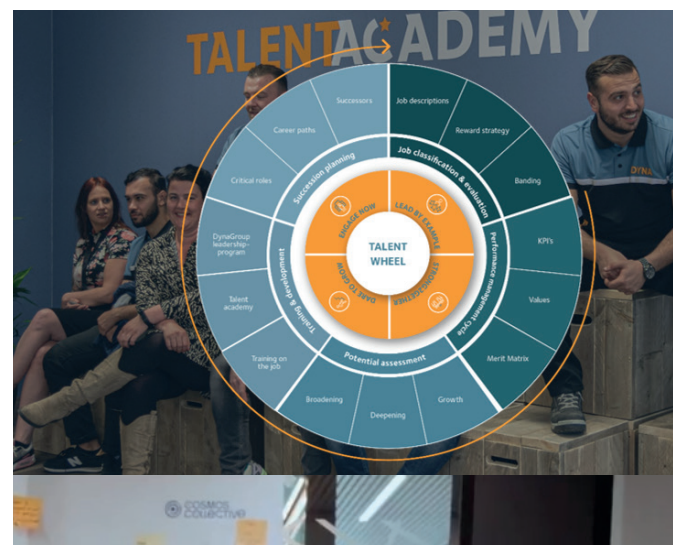 TALENTACADEMY
Successors
Job descriptions
Career paths
Reward strategy
Critical roles
Succession planning
Job classification & evaluation
Banding
ENGAGE NOW
LEAD BY EXAMPLE
DynaGroup
leadership-
program
TALENT
WHEEL
KPI's
Performance management cycle
Talent
academy
Training & development
DARE TO GROW
STRONGTOGETHER
Values
Training on
the job
Potential assessment
Merit Matrix
Broadening
Deepening
Growth
DYNA
COSMOS
COLLECTIVE